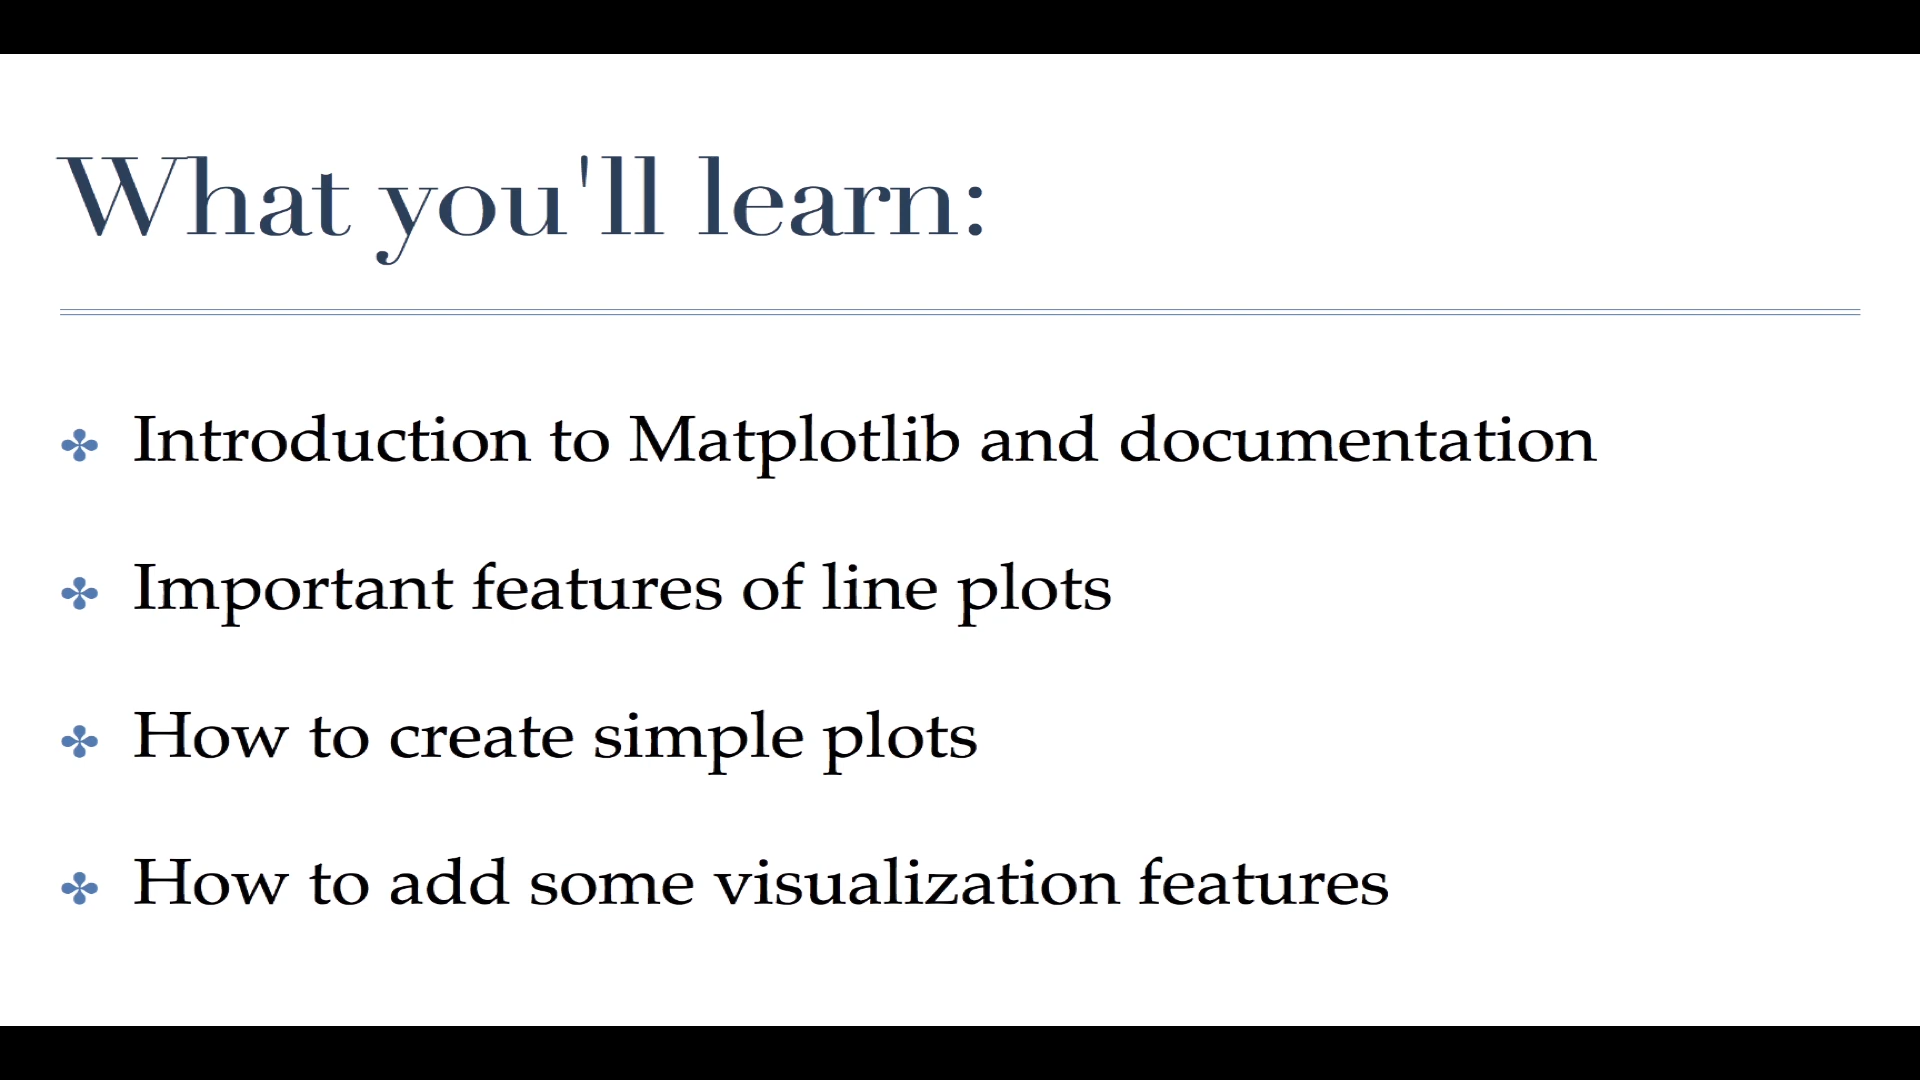 What you'll learn:
Introduction to Matplotlib and documentation
Important features of line plots
How to create simple plots
How to add some visualization features